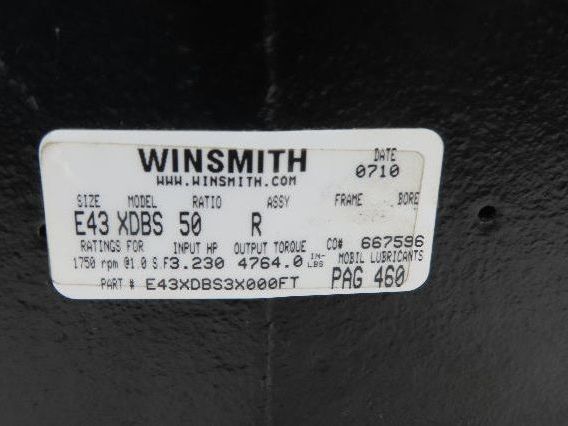 WINSMITH DATE
WWW.WINSMITH.COM 0710
SIZE MODEL RATIO ASSY FRAME BORE
E43 XDBS 50 R
RATINGS FOR INPUT HP OUTPUT TORQUE CO# 667596
1750 rpm @1.0 S.F 3.230 4764.0 IN-LBS MOBIL LUBRICANTS
PART # E43XDBS3X000FT PAG 460